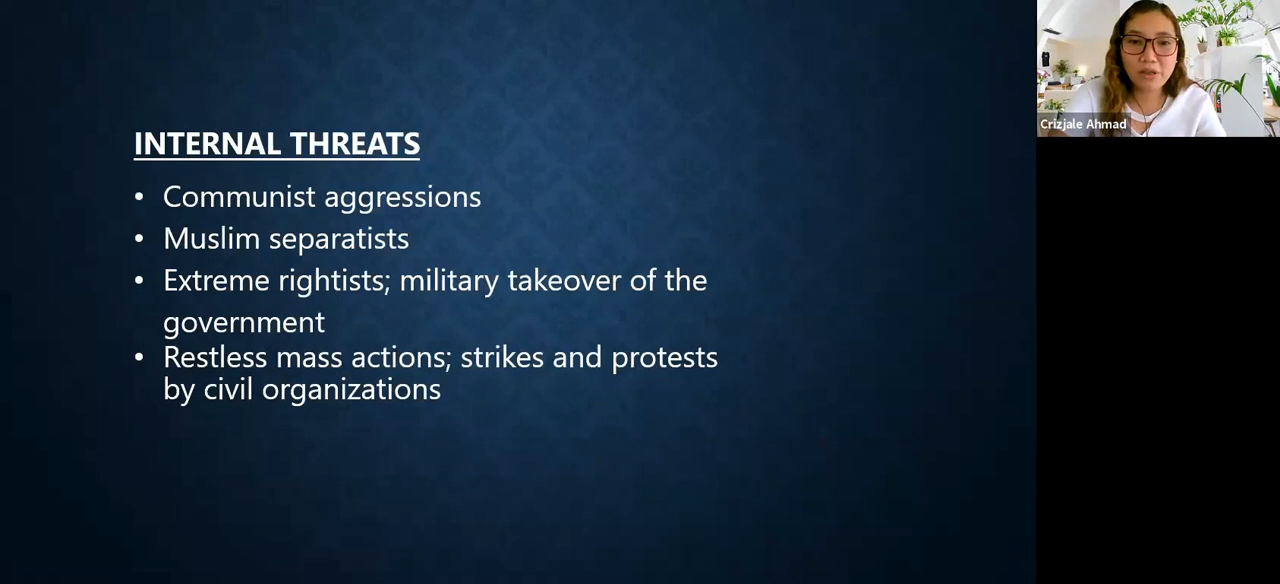 INTERNAL THREATS
• Communist aggressions
• Muslim separatists
• Extreme rightists; military takeover of the
government
• Restless mass actions; strikes and protests
by civil organizations
Crizjale Ahmad